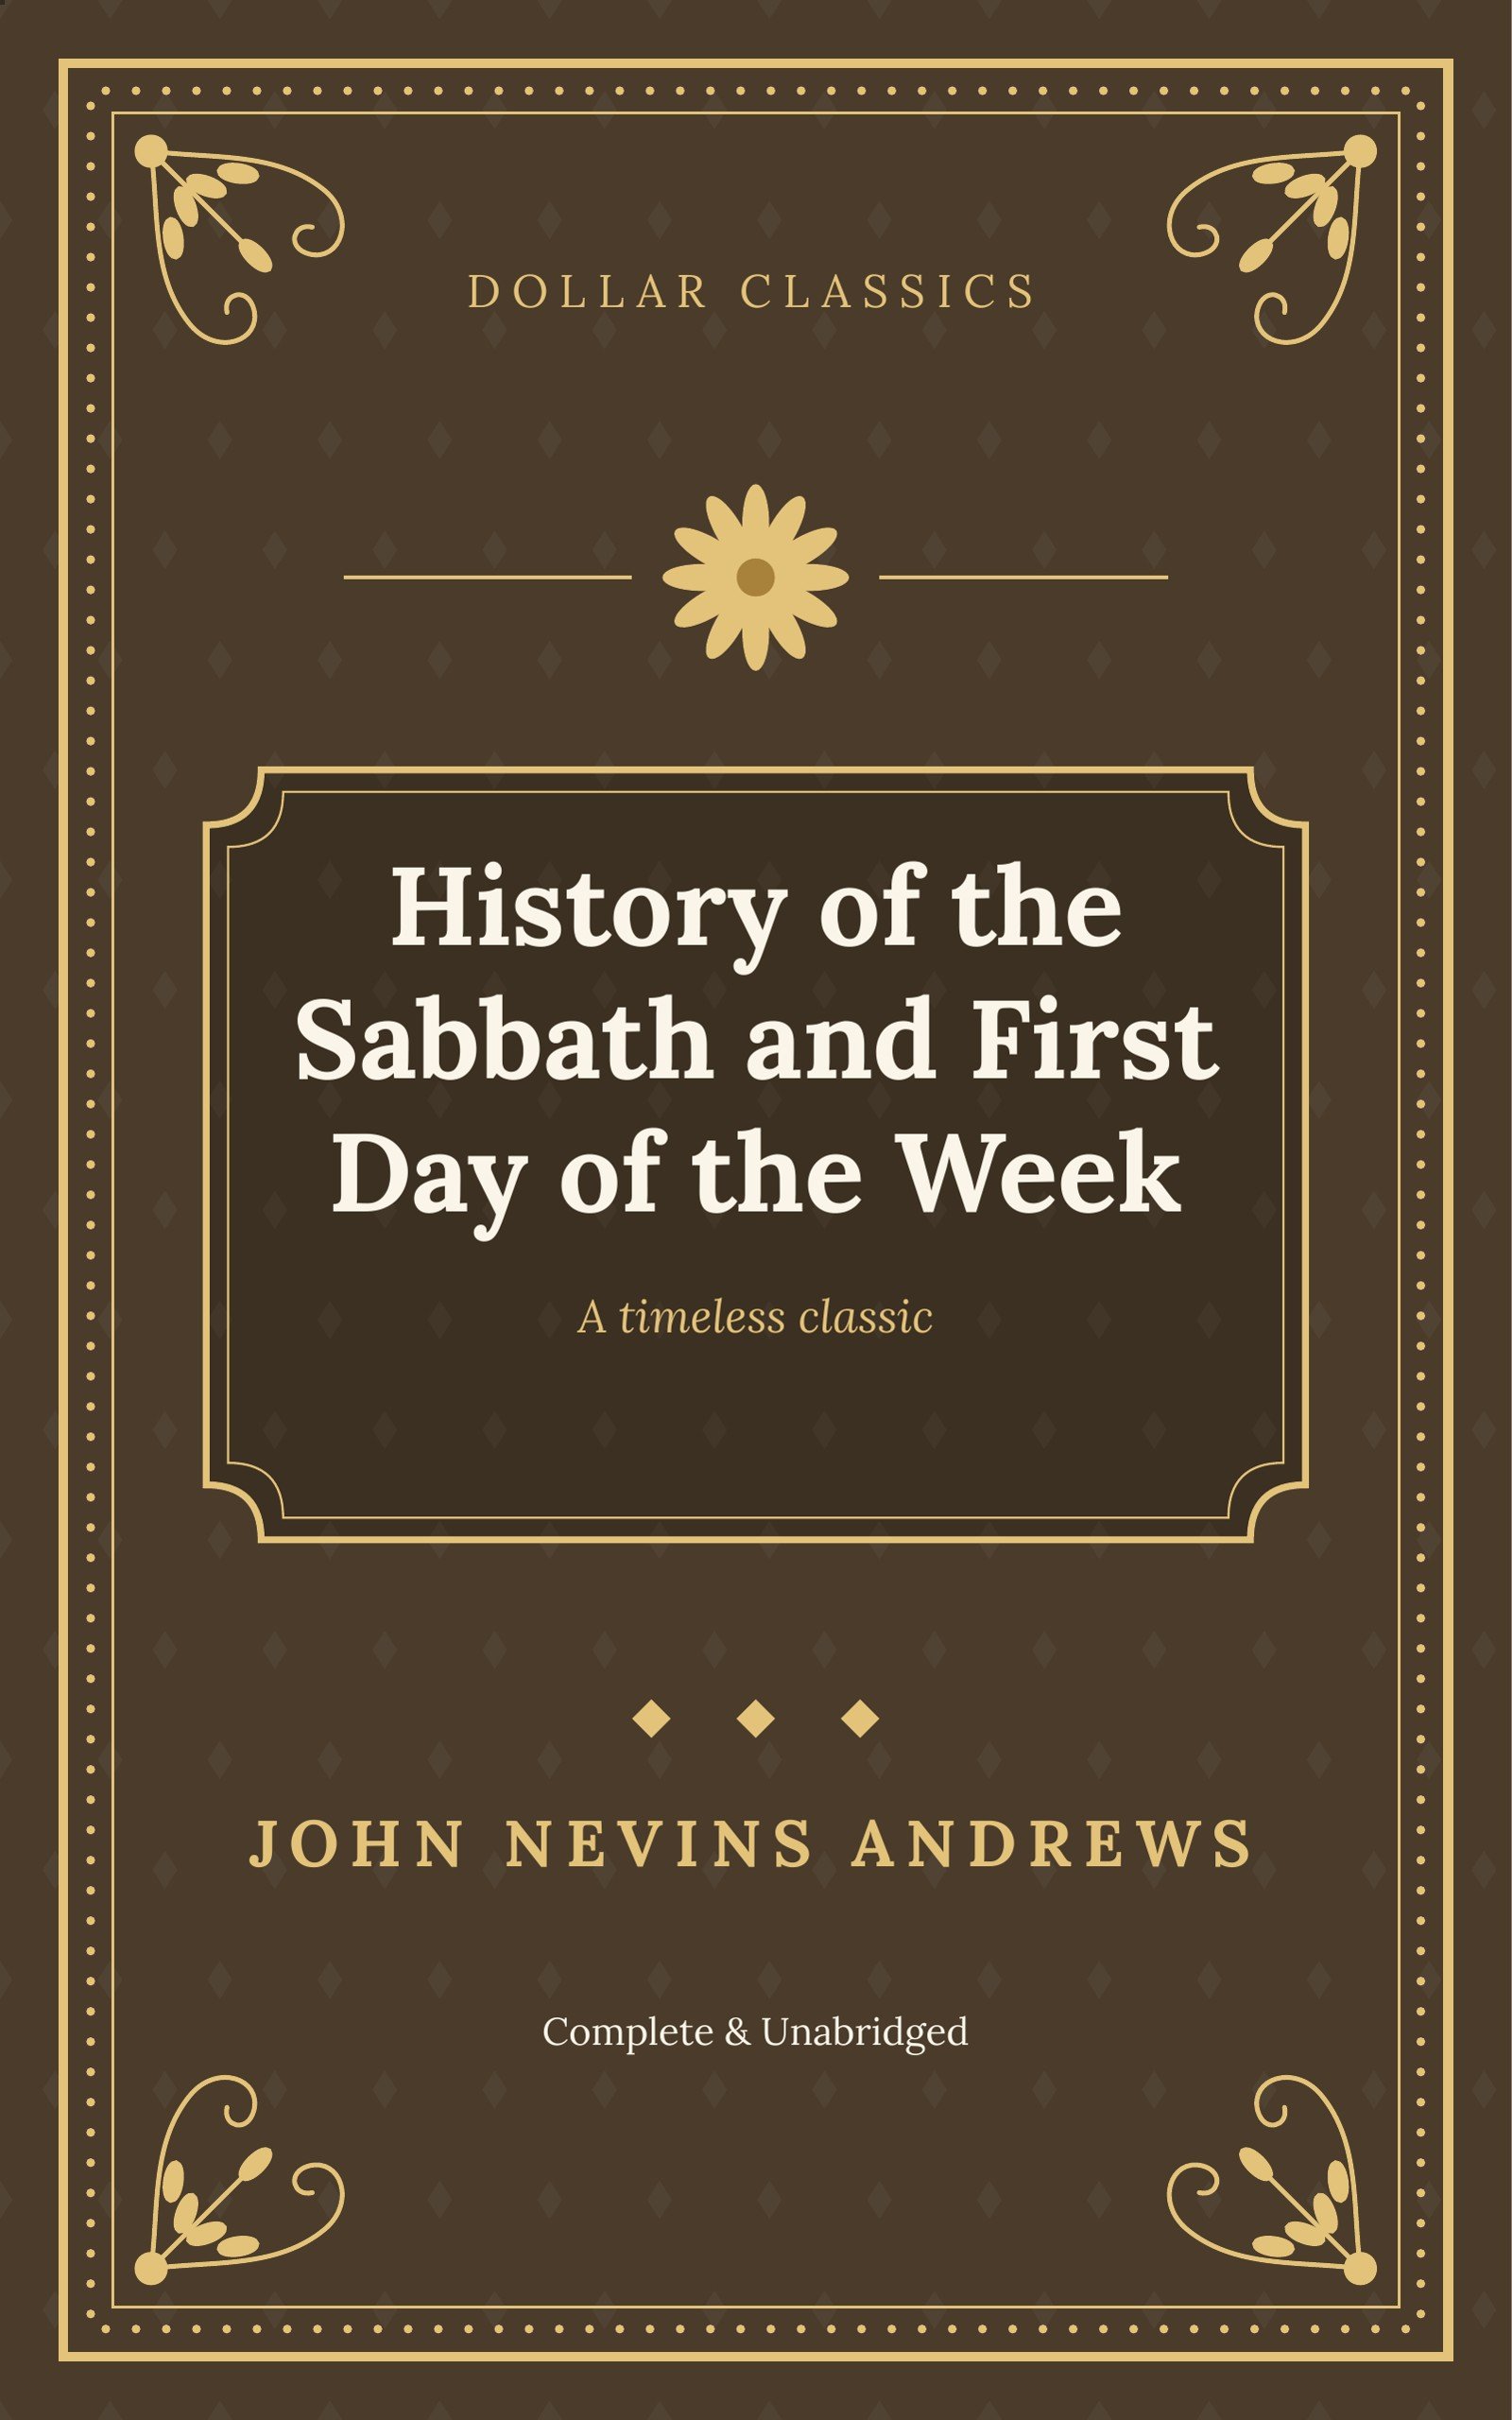 DOLLAR CLASSICS
History of the
Sabbath and First
Day of the Week
A timeless classic
JOHN NEVINS ANDREWS
Complete & Unabridged